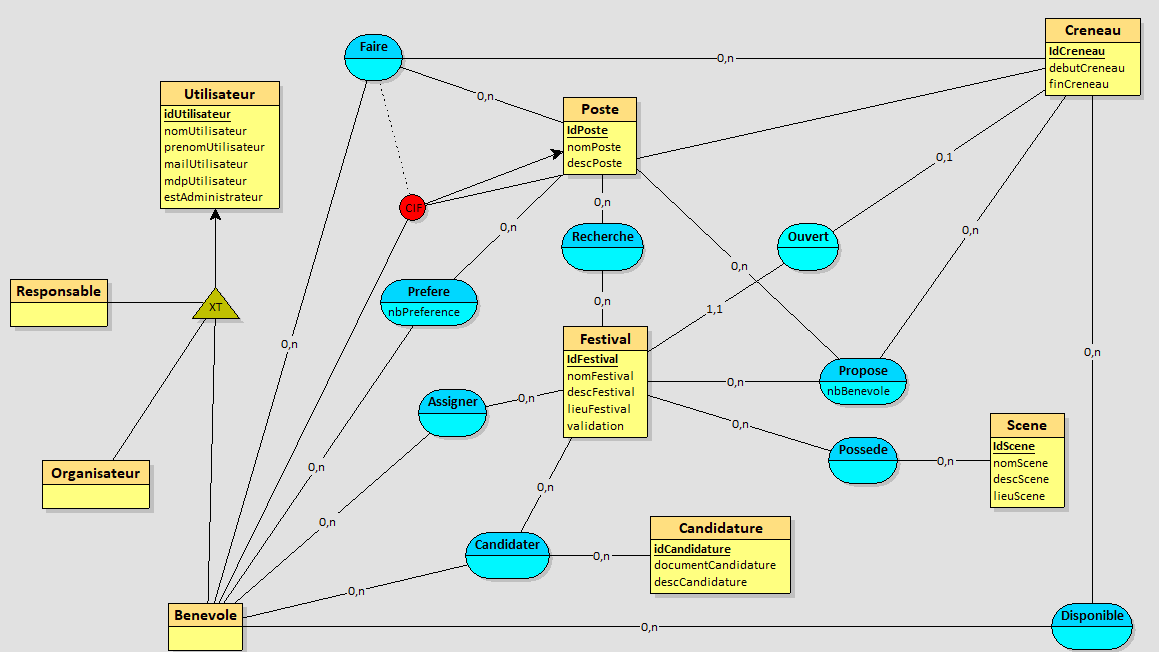 Creneau
IdCreneau
debutCreneau
finCreneau
Faire
0,n
0,n
Utilisateur
idUtilisateur
nomUtilisateur
prenomUtilisateur
mailUtilisateur
mdpUtilisateur
estAdministrateur
Poste
IdPoste
nomPoste
descPoste
0,1
CIF
0,n
0,n
0,n
Recherche
Ouvert
0,n
Responsable
XT
Prefere
nbPreference
0,n
1,1
0,n
0,n
Festival
IdFestival
nomFestival
descFestival
lieuFestival
validation
Propose
nbBenevole
0,n
Assigner
0,n
0,n
Possede
0,n
Scene
IdScene
nomScene
descScene
lieuScene
Organisateur
0,n
0,n
0,n
Candidater
0,n
Candidature
idCandidature
documentCandidature
descCandidature
0,n
Benevole
0,n
Disponible